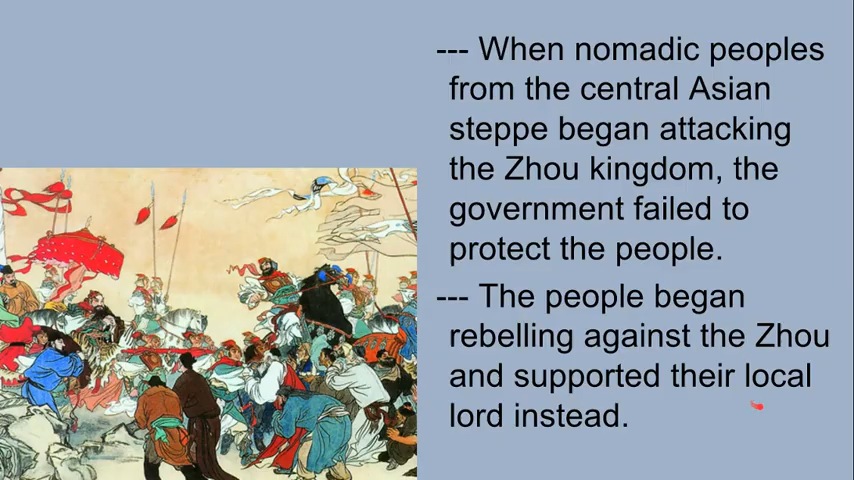 --- When nomadic peoples
from the central Asian
steppe began attacking
the Zhou kingdom, the
government failed to
protect the people.
--- The people began
rebelling against the Zhou
and supported their local
lord instead.